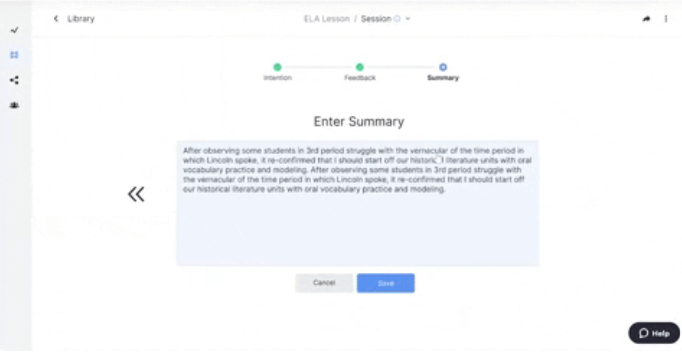 Library
ELA Lesson / Session
Intention
Feedback
Summary
Enter Summary
After observing some students in 3rd period struggle with the vernacular of the time period in
which Lincoln spoke, it re-confirmed that I should start off our historical literature units with oral
vocabulary practice and modeling. After observing some students in 3rd period struggle with
the vernacular of the time period in which Lincoln spoke, it re-confirmed that I should start off
our historical literature units with oral vocabulary practice and modeling.
Cancel
Save
Help